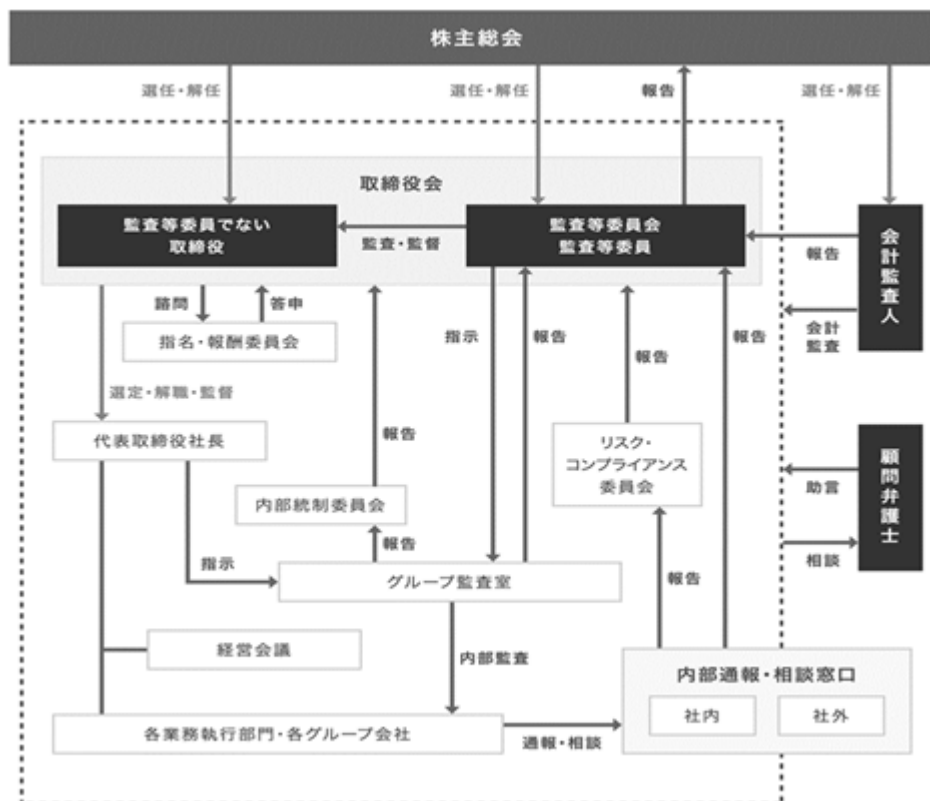 株主総会
選任・解任
選任・解任
報告
選任・解任
取締役会
監査等委員でない
取締役
監査・監督
監査等委員会
監査等委員
報告
会計監査人
会計
監査
諮問
答申
指名・報酬委員会
指示
報告
報告
報告
選定・解職・監督
代表取締役社長
報告
リスク・
コンプライアンス
委員会
助言
顧問弁護士
相談
内部統制委員会
報告
指示
グループ監査室
報告
経営会議
内部監査
内部通報・相談窓口
社内
社外
各業務執行部門・各グループ会社
通報・相談